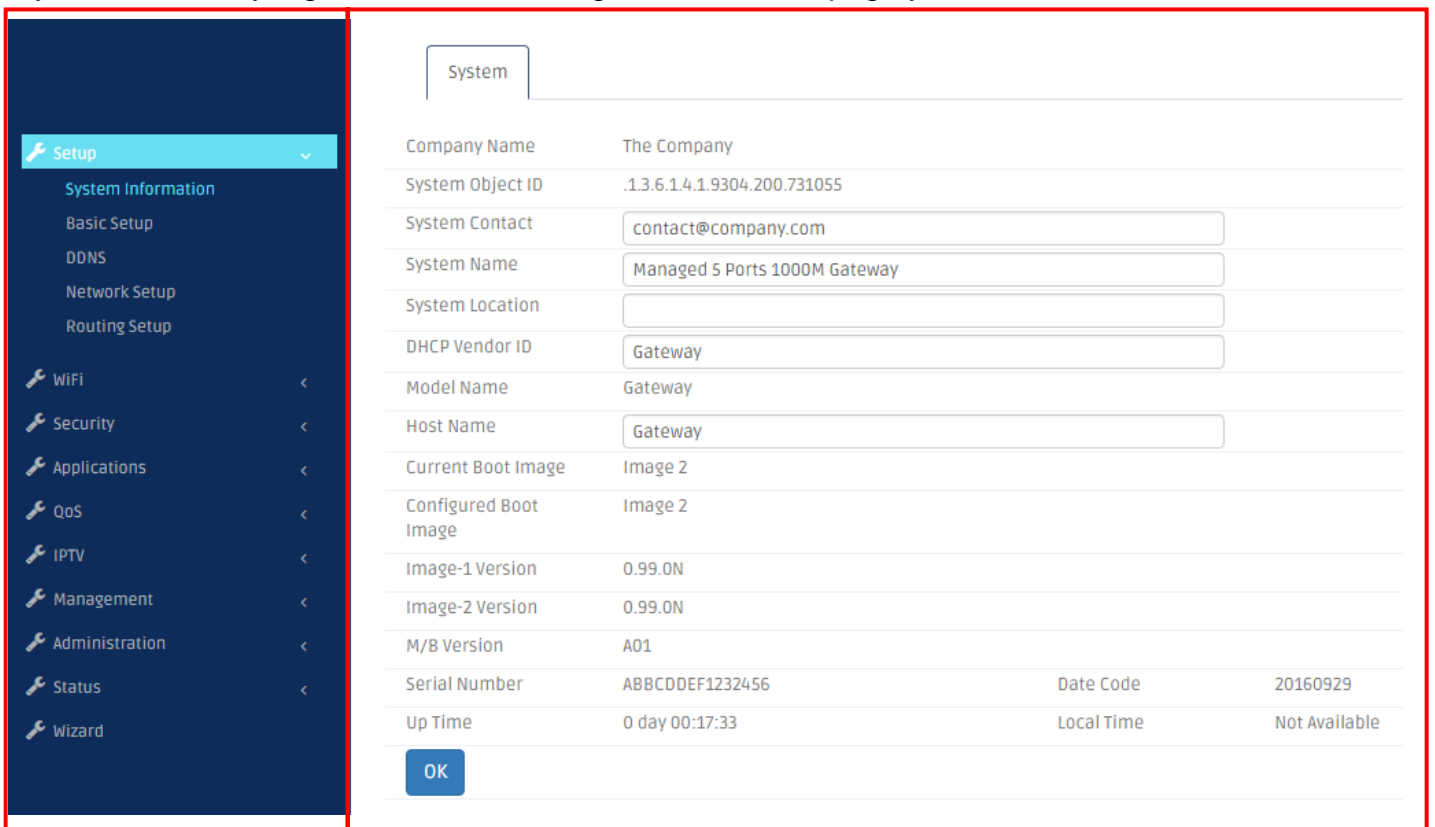 System
Setup
System Information
Basic Setup
DDNS
Network Setup
Routing Setup
WiFi
Security
Applications
QoS
IPTV
Management
Administration
Status
Wizard
Company Name The Company
System Object ID .1.3.6.1.4.1.9304.200.731055
System Contact contact@company.com
System Name Managed 5 Ports 1000M Gateway
System Location
DHCP Vendor ID Gateway
Model Name Gateway
Host Name Gateway
Current Boot Image Image 2
Configured Boot Image 2
Image
Image-1 Version 0.99.0N
Image-2 Version 0.99.0N
M/B Version A01
Serial Number ABBCDDEF1232456 Date Code 20160929
Up Time 0 day 00:17:33 Local Time Not Available
OK